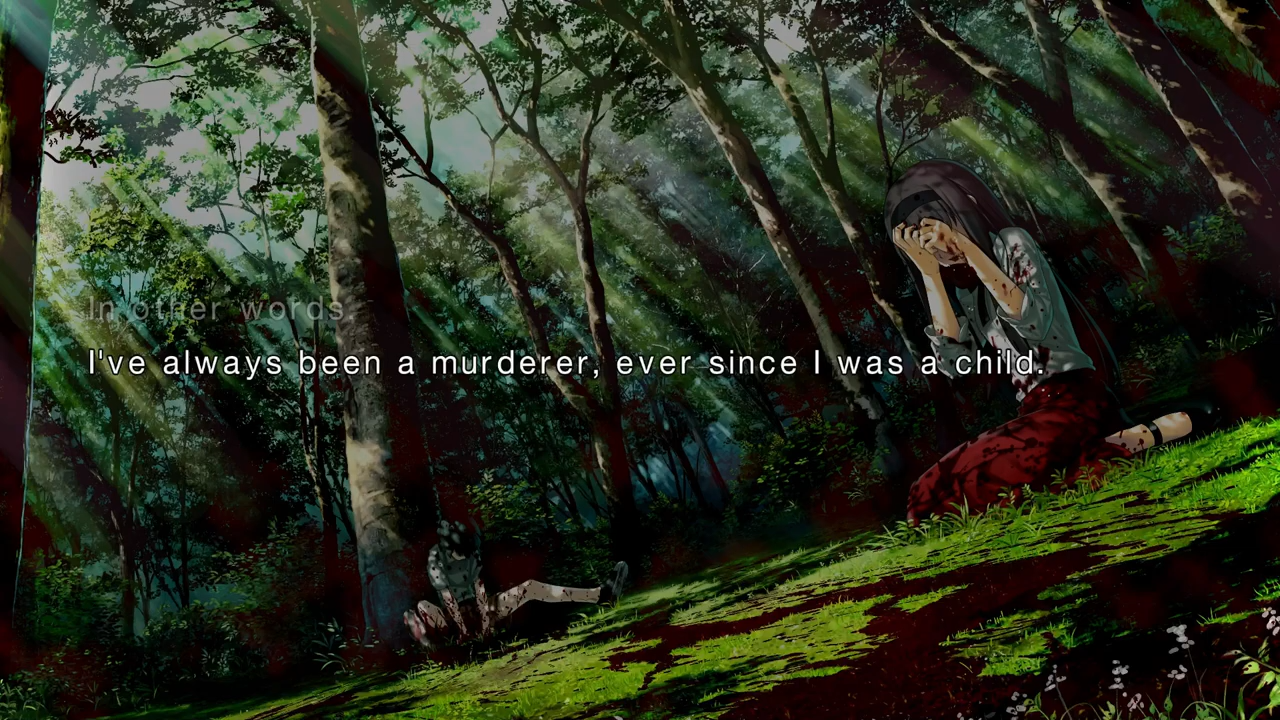 In other words,
I've always been a murderer, ever since I was a child.